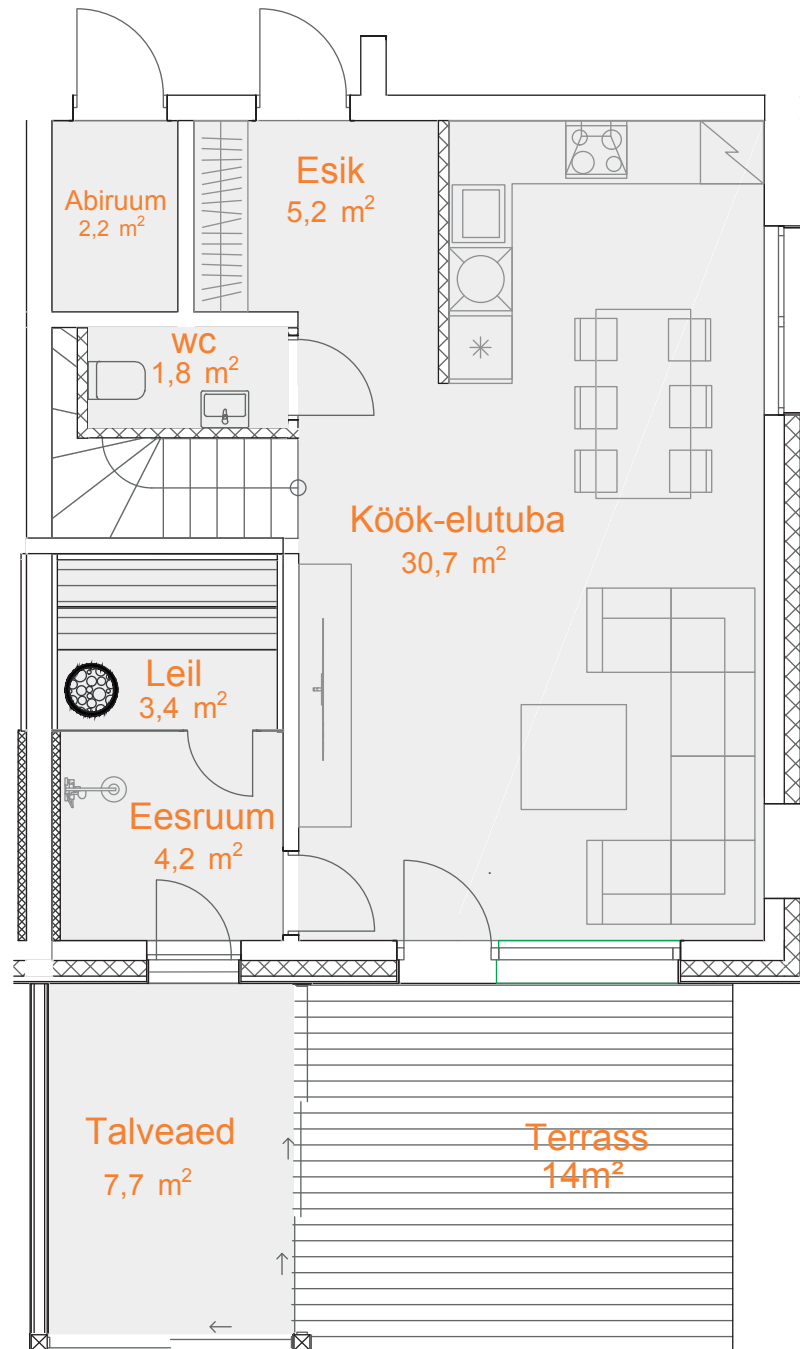 Esik
5,2 m²
Abiruum
2,2 m²
wc
1,8 m²
Köök-elutuba
30,7 m²
Leil
3,4 m²
Eesruum
4,2 m²
Talveaed
7,7 m²
Terrass
14m²